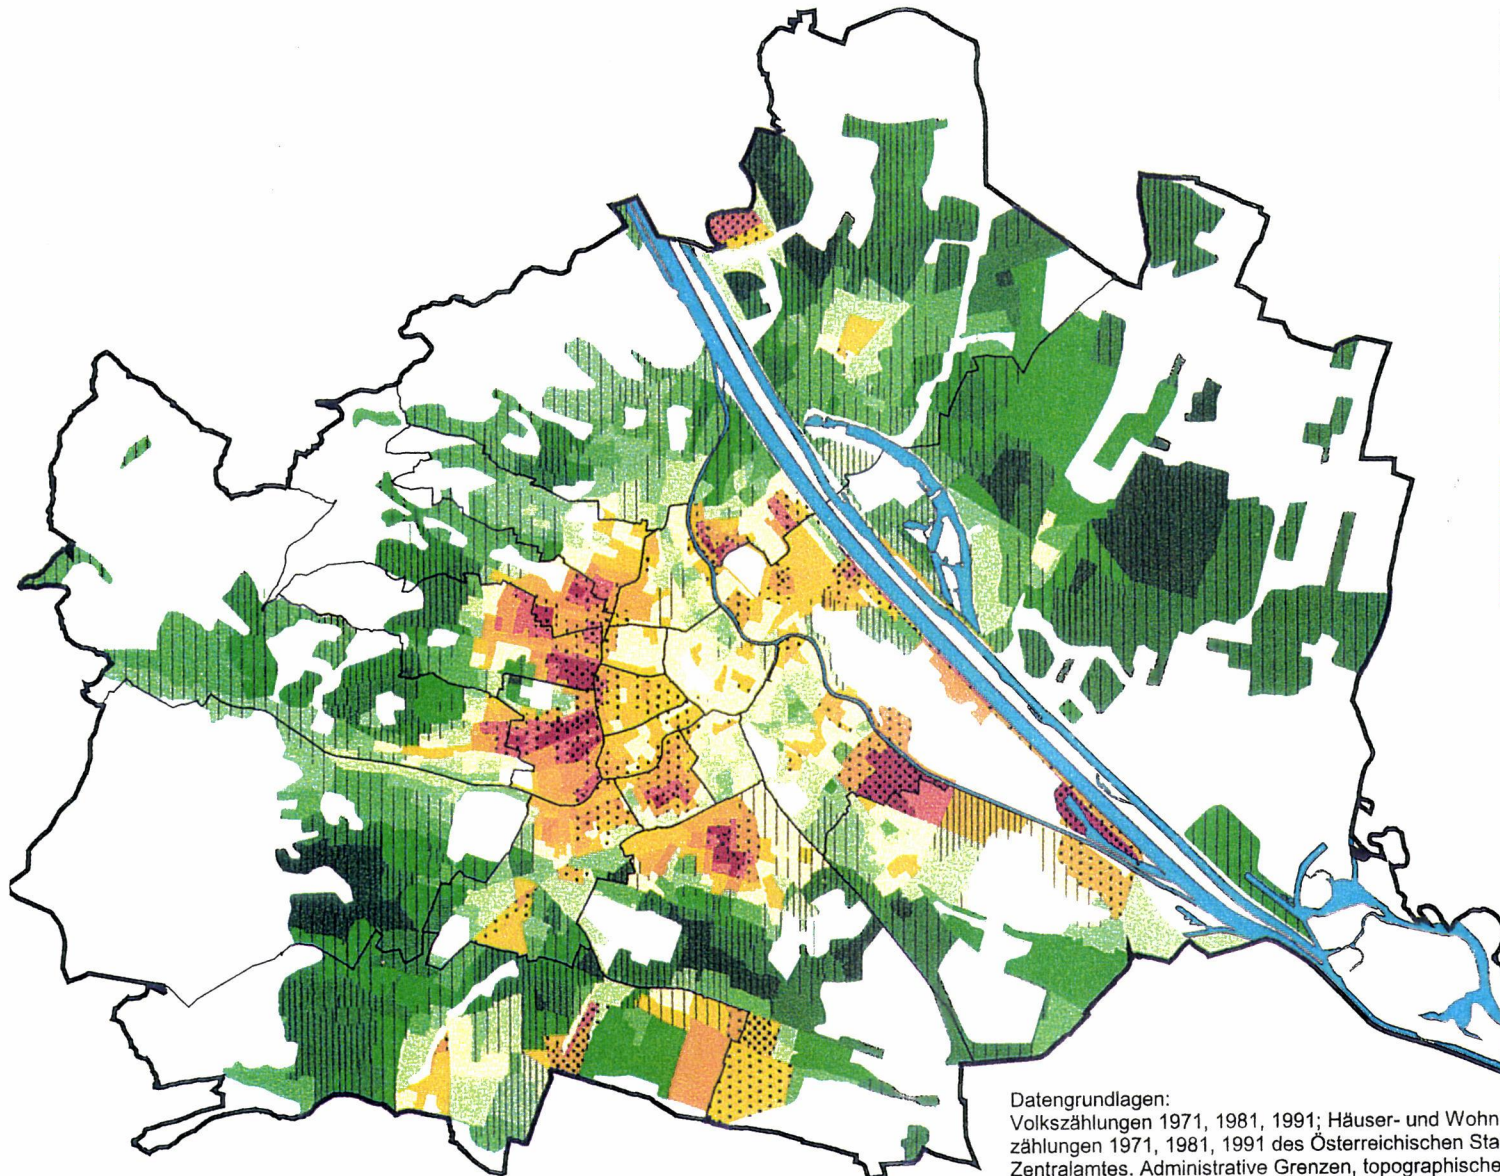 Datengrundlagen:
Volkszählungen 1971, 1981, 1991; Häuser- und Wohn
zählungen 1971, 1981, 1991 des Österreichischen Sta
Zentralamtes. Administrative Grenzen, topographische